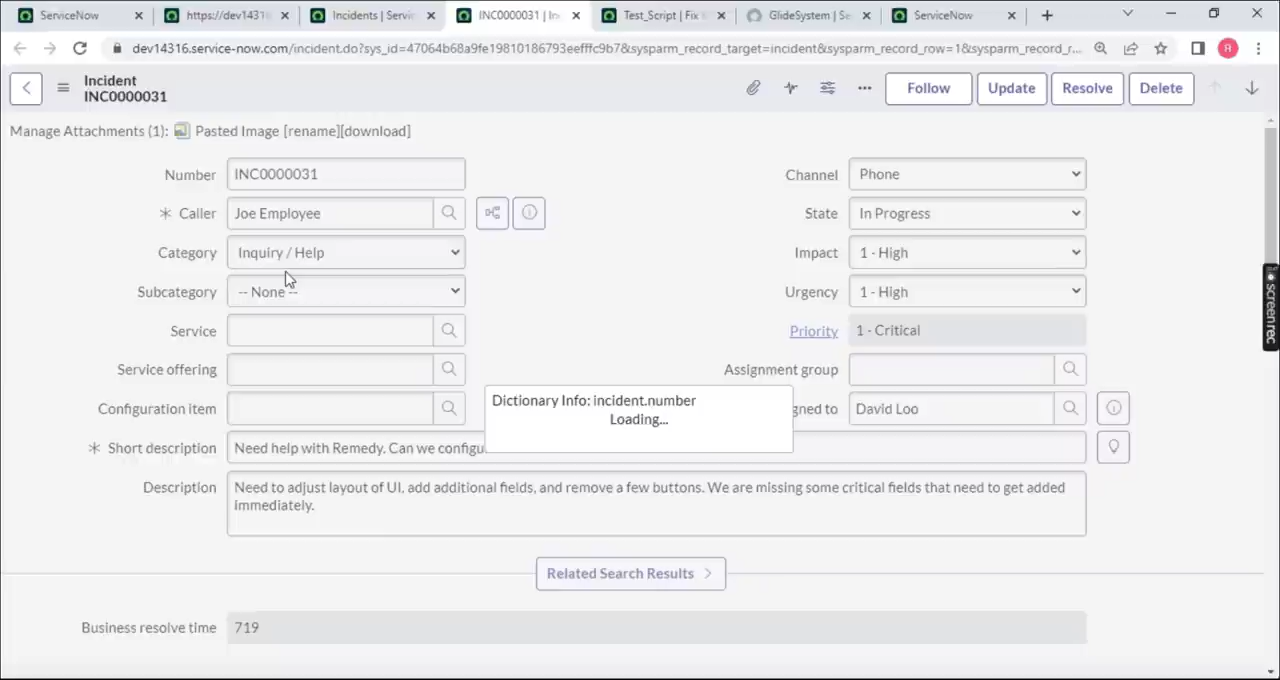 ServiceNow
https://dev1431
Incidents | Servi
INC0000031 | In
Test_Script | Fix
GlideSystem | Se
ServiceNow
dev14316.service-now.com/incident.do?sys_id=47064b68a9fe19810186793eefffc9b7&sysparm_record_target=incident&sysparm_record_row=1&sysparm_record_r...
R
Incident
INC0000031
Follow
Update
Resolve
Delete
Manage Attachments (1): Pasted Image [rename][download]
Number INC0000031
Channel Phone
* Caller Joe Employee
State In Progress
Category Inquiry / Help
Impact 1 - High
Subcategory -- None --
Urgency 1 - High
Service
Priority 1 - Critical
Service offering
Assignment group
Configuration item
gned to David Loo
Dictionary Info: incident.number
Loading...
* Short description Need help with Remedy. Can we configu
Description Need to adjust layout of UI, add additional fields, and remove a few buttons. We are missing some critical fields that need to get added
immediately.
Related Search Results
Business resolve time 719
screenrec